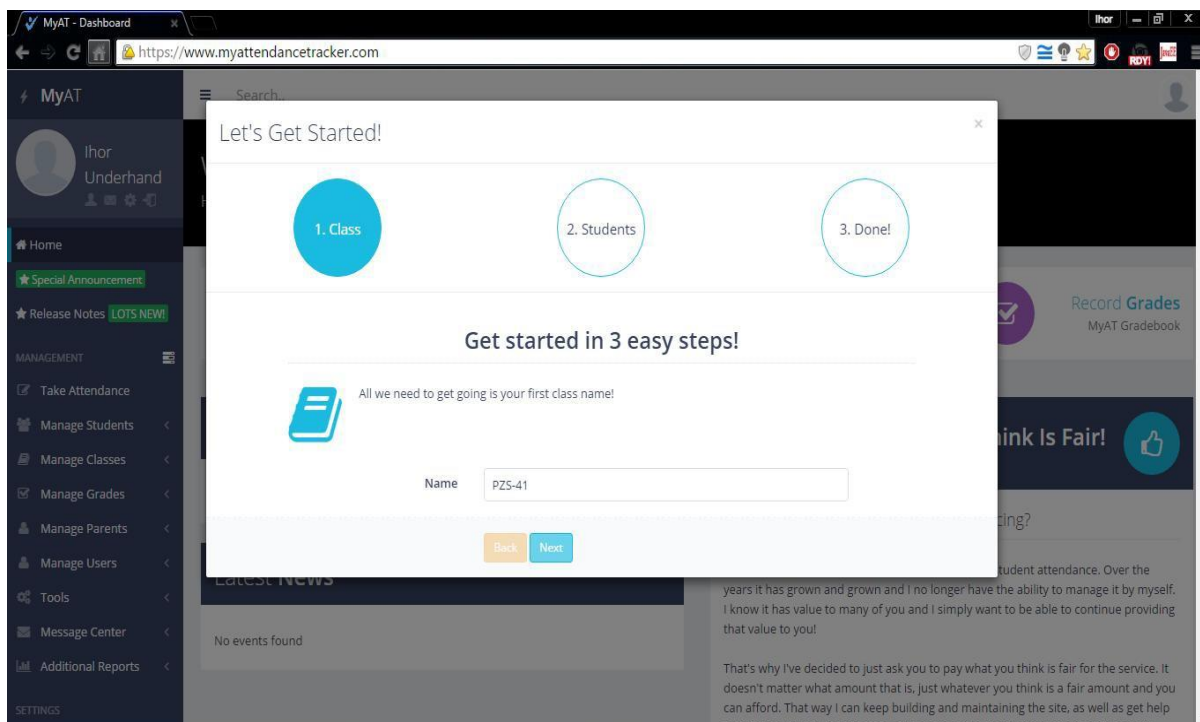 MyAT - Dashboard
Ihor
https://www.myattendancetracker.com
RDY!
MyAT
Search..
Ihor
Underhand
Home
Special Announcement
Release Notes LOTS NEW!
MANAGEMENT
Take Attendance
Manage Students
Manage Classes
Manage Grades
Manage Parents
Manage Users
Tools
Message Center
Additional Reports
SETTINGS
Let's Get Started!
1. Class
2. Students
3. Done!
Get started in 3 easy steps!
All we need to get going is your first class name!
Name
PZS-41
Back
Next
Record Grades
MyAT Gradebook
Is Fair!
Latest News
No events found
student attendance. Over the
years it has grown and grown and I no longer have the ability to manage it by myself.
I know it has value to many of you and I simply want to be able to continue providing
that value to you!
That's why I've decided to just ask you to pay what you think is fair for the service. It
doesn't matter what amount that is, just whatever you think is a fair amount and you
can afford. That way I can keep building and maintaining the site, as well as get help